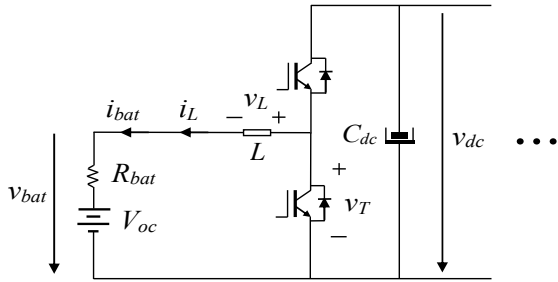 i_bat
i_L
− v_L +
L
C_dc
v_dc
v_bat
R_bat
V_oc
+
v_T
−